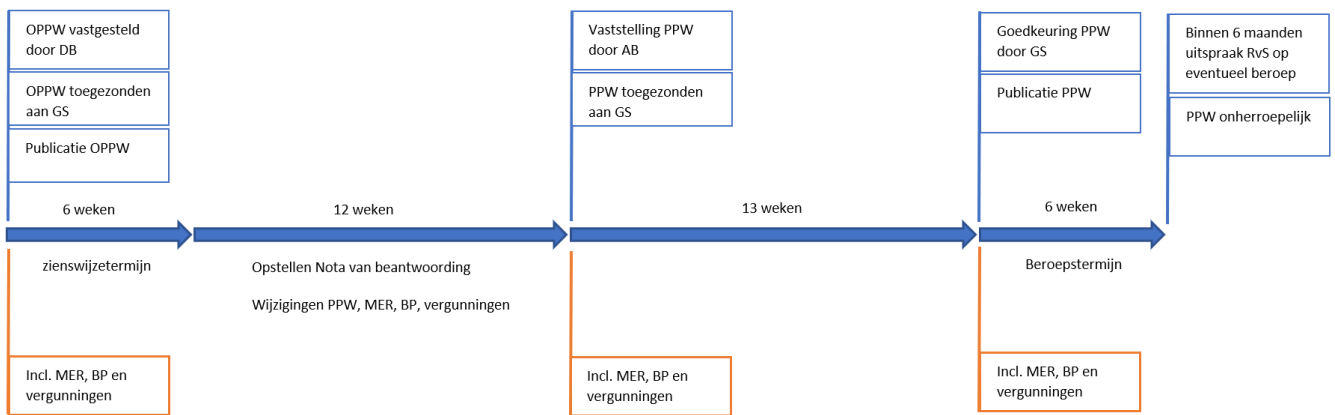 OPPW vastgesteld
door DB
OPPW toegezonden
aan GS
Publicatie OPPW
Vaststelling PPW
door AB
PPW toegezonden
aan GS
Goedkeuring PPW
door GS
Publicatie PPW
Binnen 6 maanden
uitspraak RvS op
eventueel beroep
PPW onherroepelijk
6 weken
12 weken
13 weken
6 weken
zienswijzetermijn
Opstellen Nota van beantwoording
Wijzigingen PPW, MER, BP, vergunningen
Beroepstermijn
Incl. MER, BP en
vergunningen
Incl. MER, BP en
vergunningen
Incl. MER, BP en
vergunningen